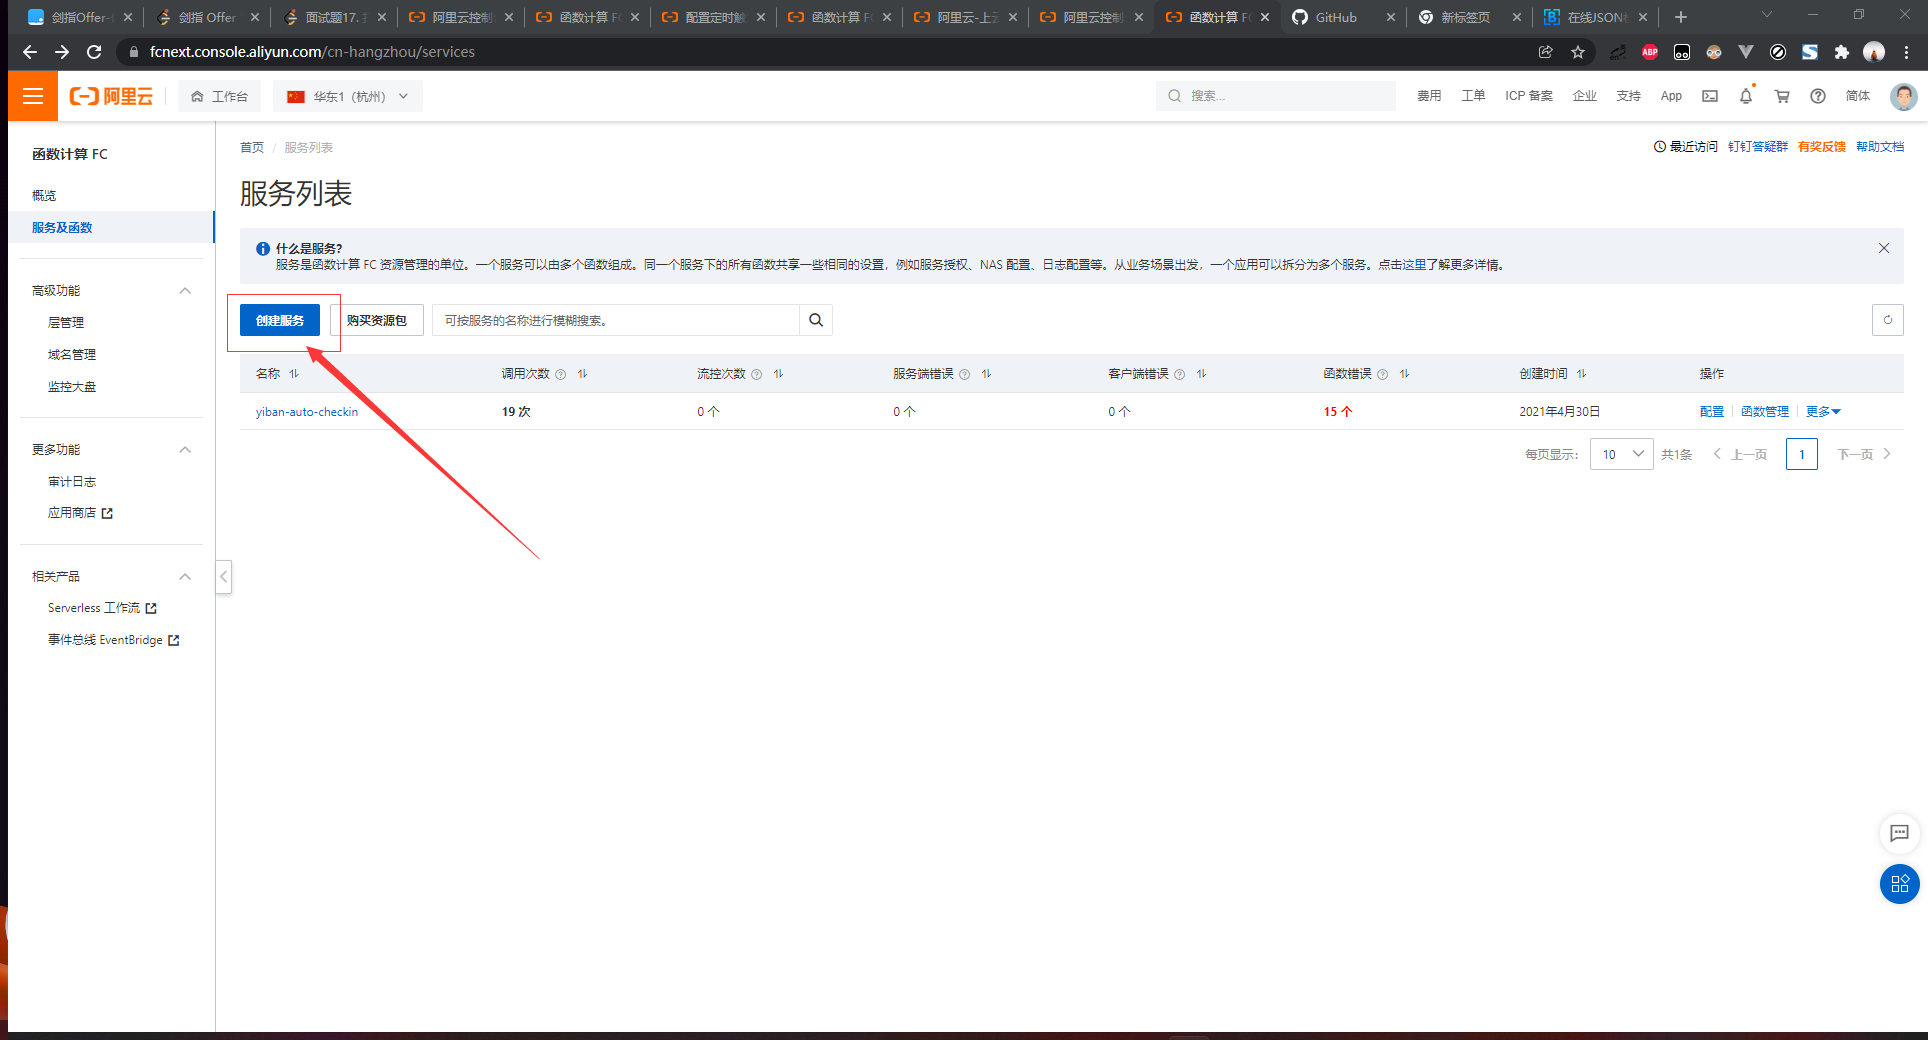 剑指Offer-
剑指 Offer
面试题17.
阿里云控制
函数计算 F
配置定时触
函数计算 F
阿里云-上云
阿里云控制
函数计算 F
GitHub
新标签页
在线JSON
fcnext.console.aliyun.com/cn-hangzhou/services
ABP
阿里云
工作台
华东1（杭州）
搜索...
费用
工单
ICP 备案
企业
支持
App
简体
函数计算 FC
概览
服务及函数
高级功能
层管理
域名管理
监控大盘
更多功能
审计日志
应用商店
相关产品
Serverless 工作流
事件总线 EventBridge
首页 / 服务列表
最近访问 钉钉答疑群 有奖反馈 帮助文档
服务列表
什么是服务?
服务是函数计算 FC 资源管理的单位。一个服务可以由多个函数组成。同一个服务下的所有函数共享一些相同的设置，例如服务授权、NAS 配置、日志配置等。从业务场景出发，一个应用可以拆分为多个服务。点击这里了解更多详情。
创建服务 购买资源包 可按服务的名称进行模糊搜索。
名称 调用次数 流控次数 服务端错误 客户端错误 函数错误 创建时间 操作
yiban-auto-checkin 19 次 0 个 0 个 0 个 15 个 2021年4月30日 配置 函数管理 更多
每页显示: 10 共1条 上一页 1 下一页